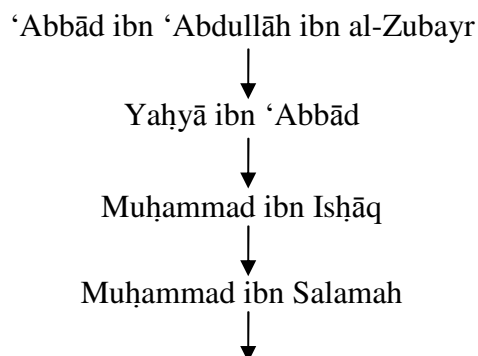 ‘Abbād ibn ‘Abdullāh ibn al-Zubayr
Yaḥyā ibn ‘Abbād
Muḥammad ibn Isḥāq
Muḥammad ibn Salamah